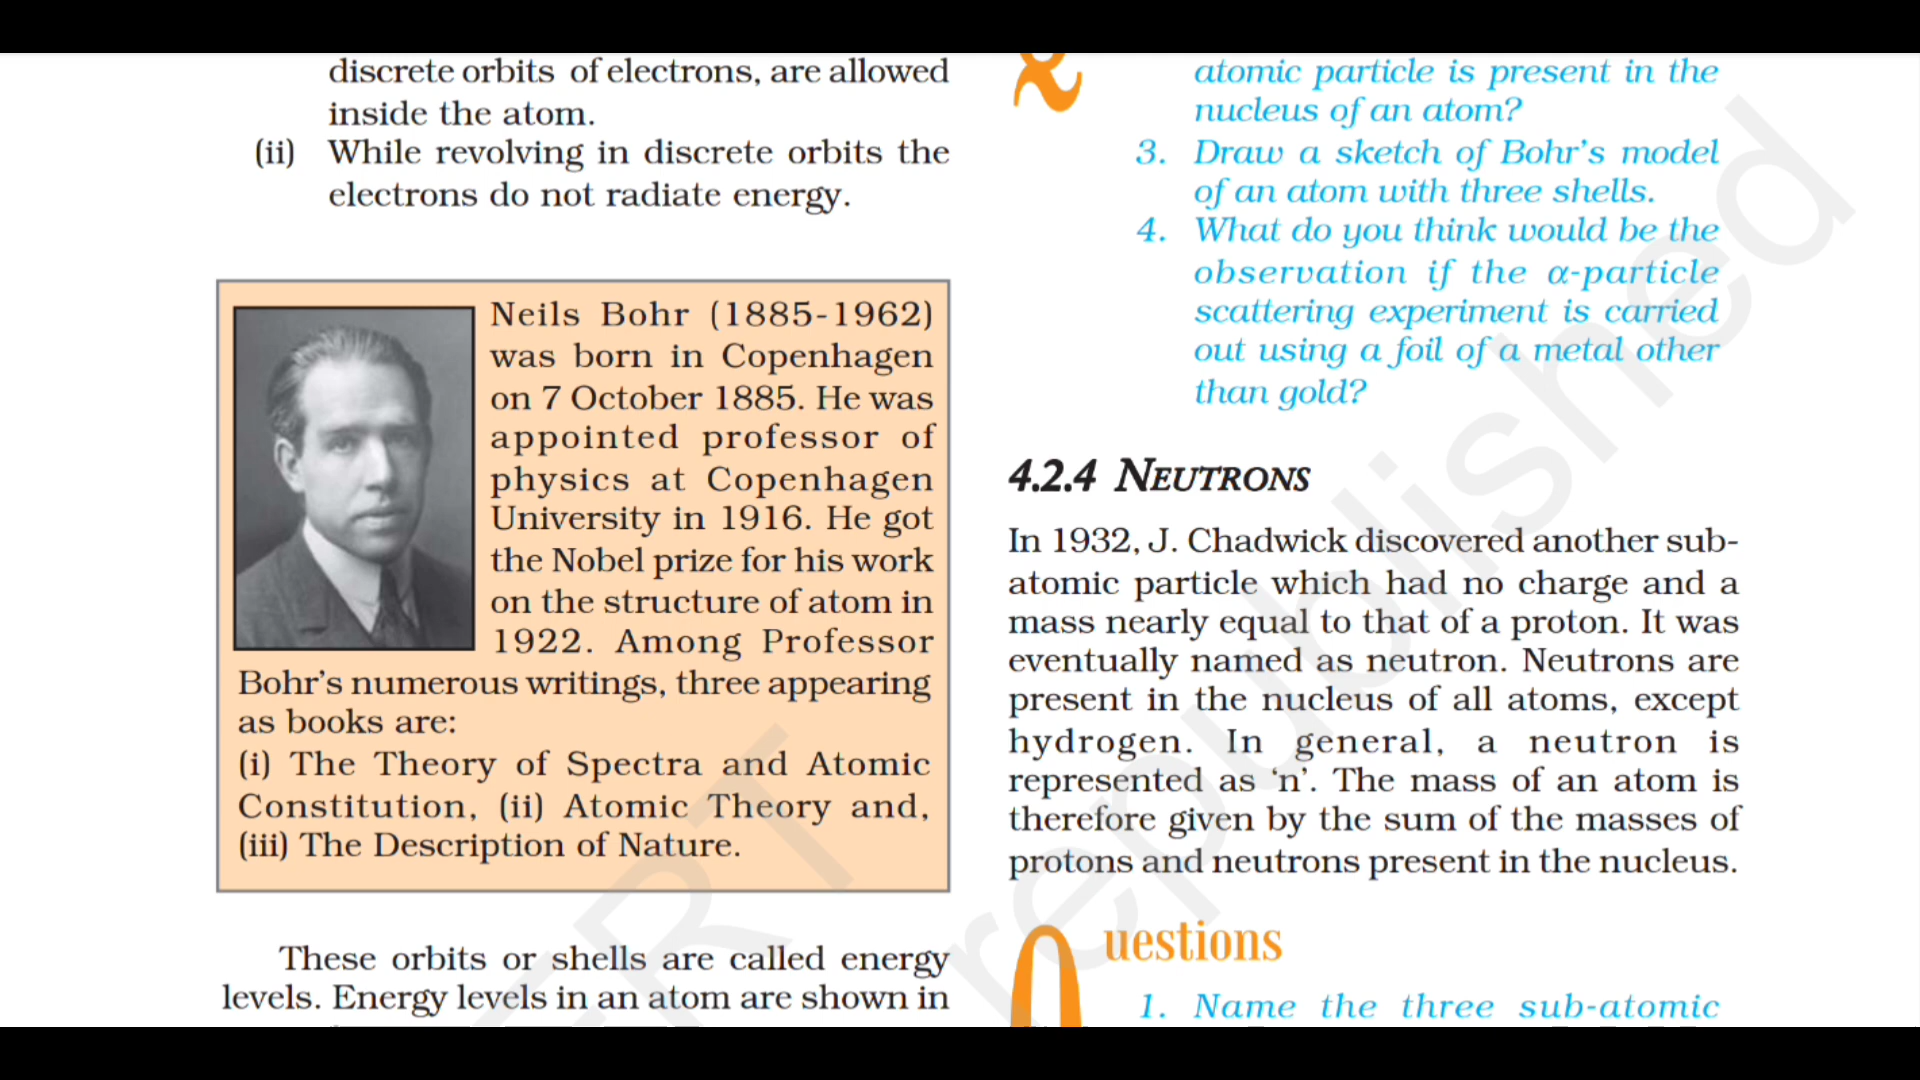 discrete orbits of electrons, are allowed
inside the atom.
(ii) While revolving in discrete orbits the
electrons do not radiate energy.
Neils Bohr (1885-1962)
was born in Copenhagen
on 7 October 1885. He was
appointed professor of
physics at Copenhagen
University in 1916. He got
the Nobel prize for his work
on the structure of atom in
1922. Among Professor
Bohr's numerous writings, three appearing
as books are:
(i) The Theory of Spectra and Atomic
Constitution, (ii) Atomic Theory and,
(iii) The Description of Nature.
These orbits or shells are called energy
levels. Energy levels in an atom are shown in
atomic particle is present in the
nucleus of an atom?
3. Draw a sketch of Bohr's model
of an atom with three shells.
4. What do you think would be the
observation if the α-particle
scattering experiment is carried
out using a foil of a metal other
than gold?
4.2.4 NEUTRONS
In 1932, J. Chadwick discovered another sub-
atomic particle which had no charge and a
mass nearly equal to that of a proton. It was
eventually named as neutron. Neutrons are
present in the nucleus of all atoms, except
hydrogen. In general, a neutron is
represented as 'n'. The mass of an atom is
therefore given by the sum of the masses of
protons and neutrons present in the nucleus.
Questions
1. Name the three sub-atomic
republished